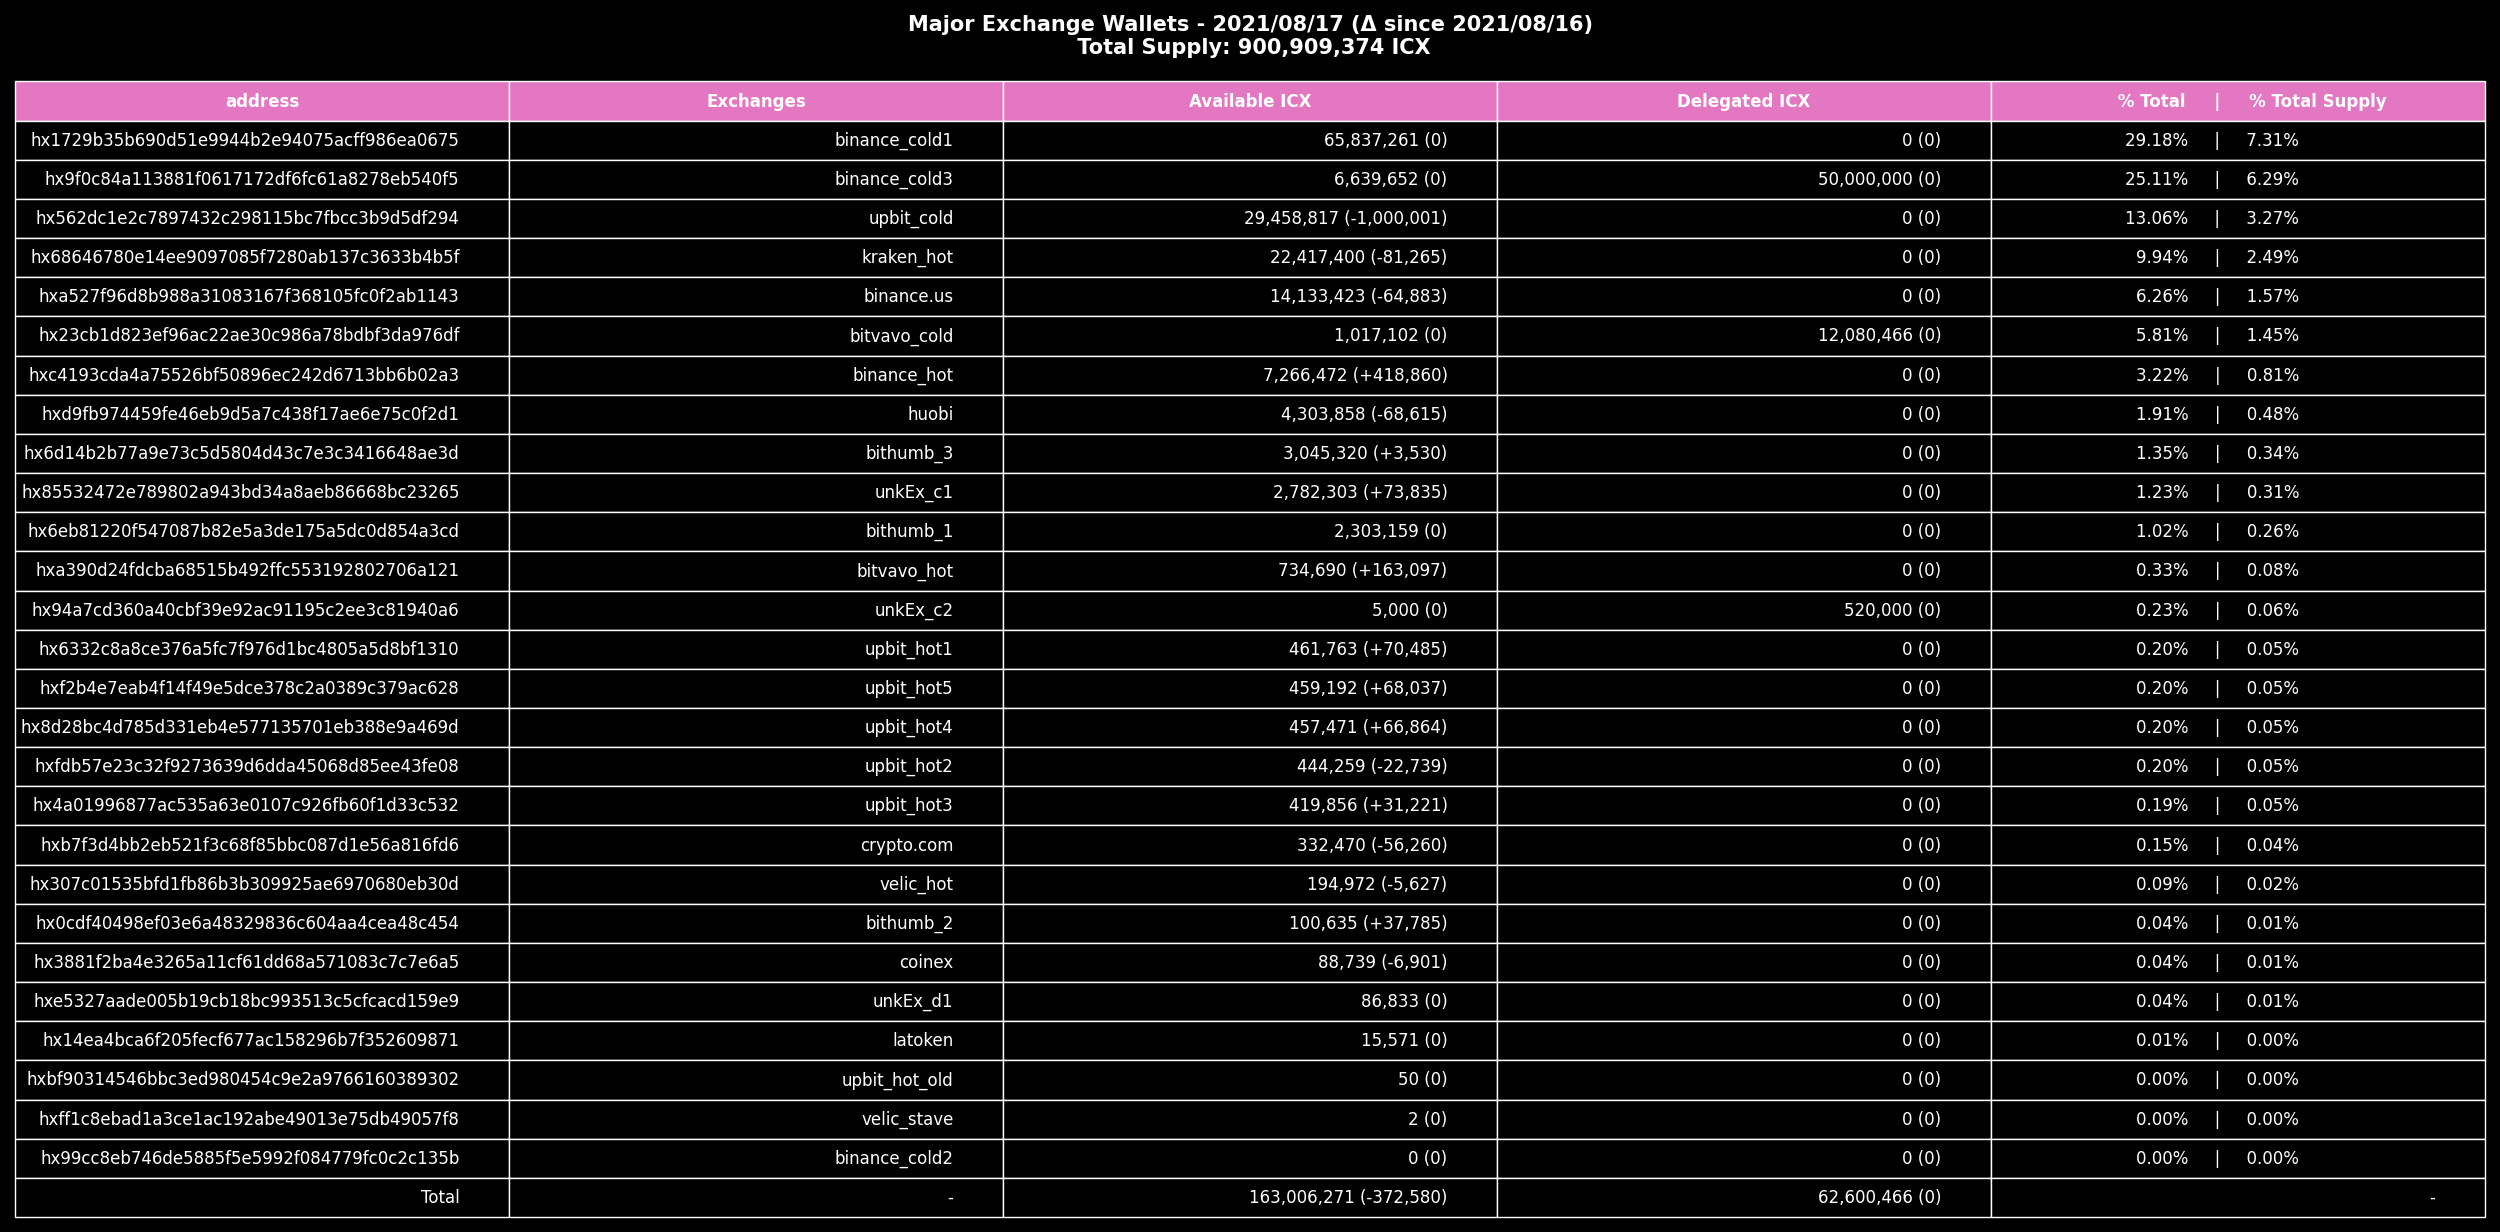 Major Exchange Wallets - 2021/08/17 (Δ since 2021/08/16)
Total Supply: 900,909,374 ICX
address Exchanges Available ICX Delegated ICX % Total | % Total Supply
hx1729b35b690d51e9944b2e94075acff986ea0675 binance_cold1 65,837,261 (0) 0 (0) 29.18% | 7.31%
hx9f0c84a113881f0617172df6fc61a8278eb540f5 binance_cold3 6,639,652 (0) 50,000,000 (0) 25.11% | 6.29%
hx562dc1e2c7897432c298115bc7fbcc3b9d5df294 upbit_cold 29,458,817 (-1,000,001) 0 (0) 13.06% | 3.27%
hx68646780e14ee9097085f7280ab137c3633b4b5f kraken_hot 22,417,400 (-81,265) 0 (0) 9.94% | 2.49%
hxa527f96d8b988a31083167f368105fc0f2ab1143 binance.us 14,133,423 (-64,883) 0 (0) 6.26% | 1.57%
hx23cb1d823ef96ac22ae30c986a78bdbf3da976df bitvavo_cold 1,017,102 (0) 12,080,466 (0) 5.81% | 1.45%
hxc4193cda4a75526bf50896ec242d6713bb6b02a3 binance_hot 7,266,472 (+418,860) 0 (0) 3.22% | 0.81%
hxd9fb974459fe46eb9d5a7c438f17ae6e75c0f2d1 huobi 4,303,858 (-68,615) 0 (0) 1.91% | 0.48%
hx6d14b2b77a9e73c5d5804d43c7e3c3416648ae3d bithumb_3 3,045,320 (+3,530) 0 (0) 1.35% | 0.34%
hx85532472e789802a943bd34a8aeb86668bc23265 unkEx_c1 2,782,303 (+73,835) 0 (0) 1.23% | 0.31%
hx6eb81220f547087b82e5a3de175a5dc0d854a3cd bithumb_1 2,303,159 (0) 0 (0) 1.02% | 0.26%
hxa390d24fdcba68515b492ffc553192802706a121 bitvavo_hot 734,690 (+163,097) 0 (0) 0.33% | 0.08%
hx94a7cd360a40cbf39e92ac91195c2ee3c81940a6 unkEx_c2 5,000 (0) 520,000 (0) 0.23% | 0.06%
hx6332c8a8ce376a5fc7f976d1bc4805a5d8bf1310 upbit_hot1 461,763 (+70,485) 0 (0) 0.20% | 0.05%
hxf2b4e7eab4f14f49e5dce378c2a0389c379ac628 upbit_hot5 459,192 (+68,037) 0 (0) 0.20% | 0.05%
hx8d28bc4d785d331eb4e577135701eb388e9a469d upbit_hot4 457,471 (+66,864) 0 (0) 0.20% | 0.05%
hxfdb57e23c32f9273639d6dda45068d85ee43fe08 upbit_hot2 444,259 (-22,739) 0 (0) 0.20% | 0.05%
hx4a01996877ac535a63e0107c926fb60f1d33c532 upbit_hot3 419,856 (+31,221) 0 (0) 0.19% | 0.05%
hxb7f3d4bb2eb521f3c68f85bbc087d1e56a816fd6 crypto.com 332,470 (-56,260) 0 (0) 0.15% | 0.04%
hx307c01535bfd1fb86b3b309925ae6970680eb30d velic_hot 194,972 (-5,627) 0 (0) 0.09% | 0.02%
hx0cdf40498ef03e6a48329836c604aa4cea48c454 bithumb_2 100,635 (+37,785) 0 (0) 0.04% | 0.01%
hx3881f2ba4e3265a11cf61dd68a571083c7c7e6a5 coinex 88,739 (-6,901) 0 (0) 0.04% | 0.01%
hxe5327aade005b19cb18bc993513c5cfcacd159e9 unkEx_d1 86,833 (0) 0 (0) 0.04% | 0.01%
hx14ea4bca6f205fecf677ac158296b7f352609871 latoken 15,571 (0) 0 (0) 0.01% | 0.00%
hxbf90314546bbc3ed980454c9e2a9766160389302 upbit_hot_old 50 (0) 0 (0) 0.00% | 0.00%
hxff1c8ebad1a3ce1ac192abe49013e75db49057f8 velic_stave 2 (0) 0 (0) 0.00% | 0.00%
hx99cc8eb746de5885f5e5992f084779fc0c2c135b binance_cold2 0 (0) 0 (0) 0.00% | 0.00%
Total - 163,006,271 (-372,580) 62,600,466 (0) -